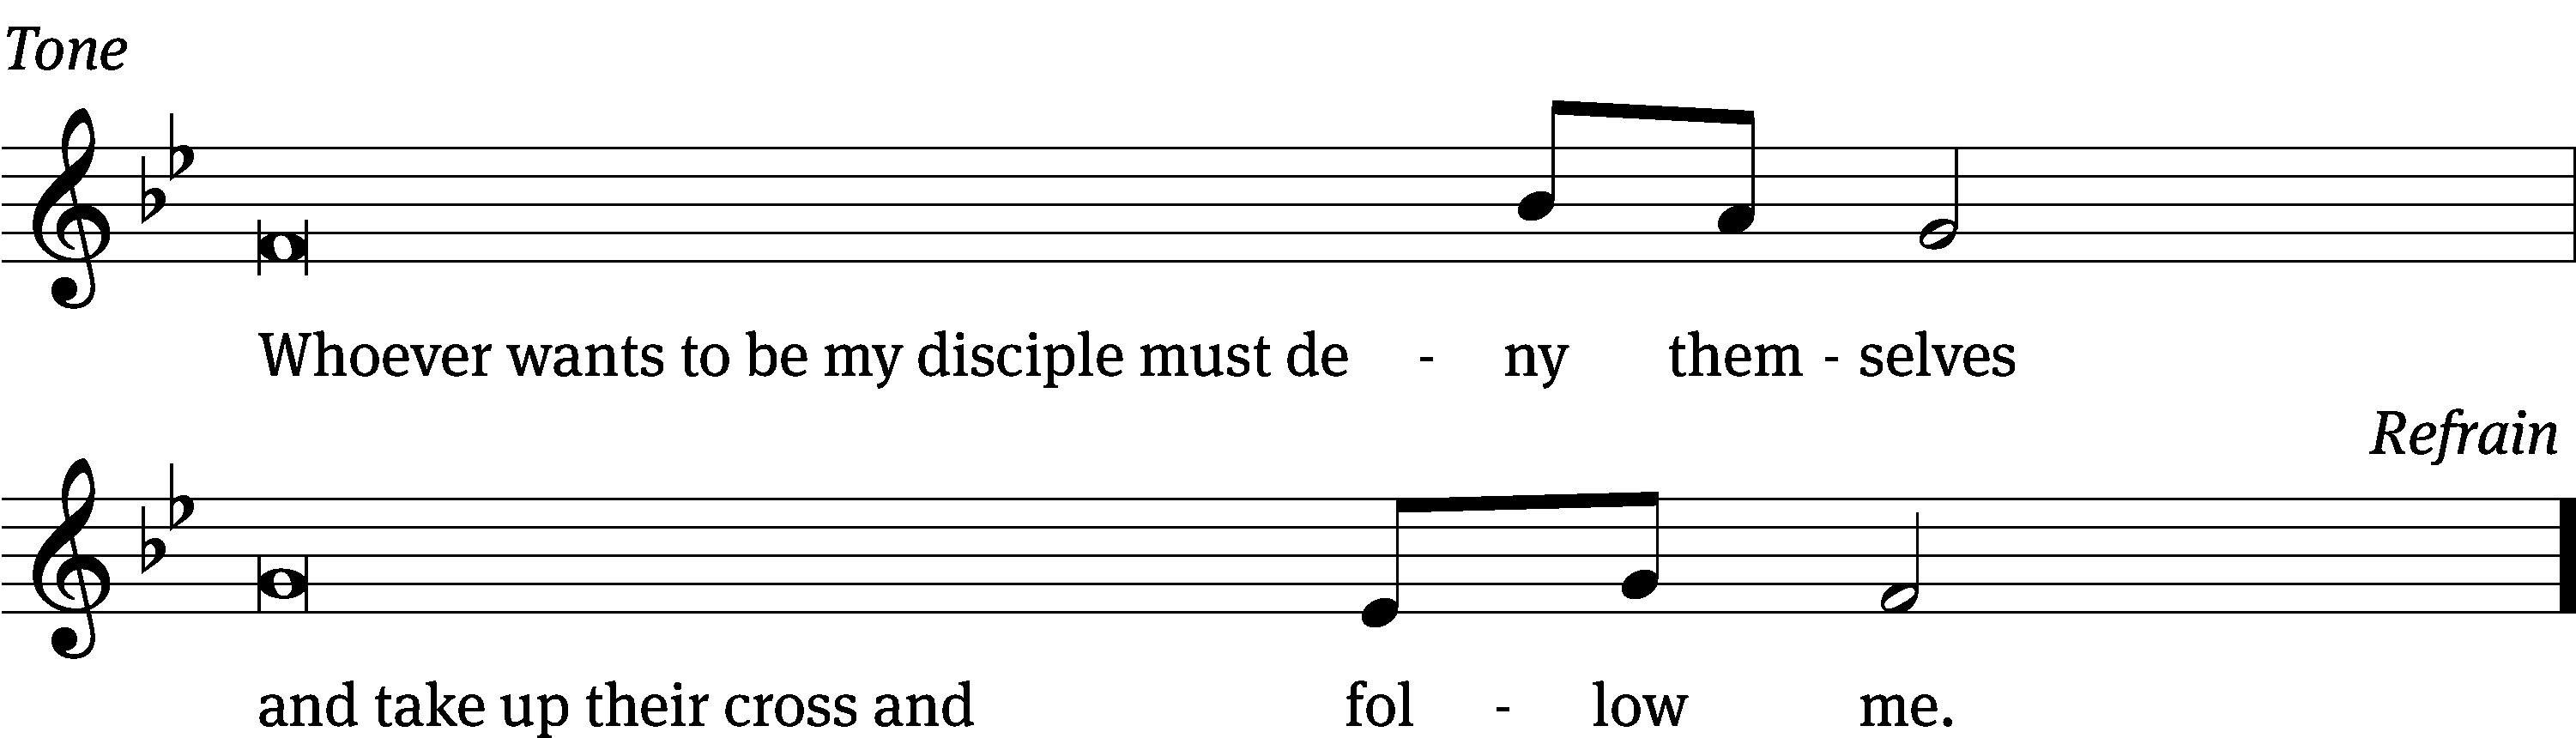 Tone
Whoever wants to be my disciple must de - ny them - selves
Refrain
and take up their cross and fol - low me.